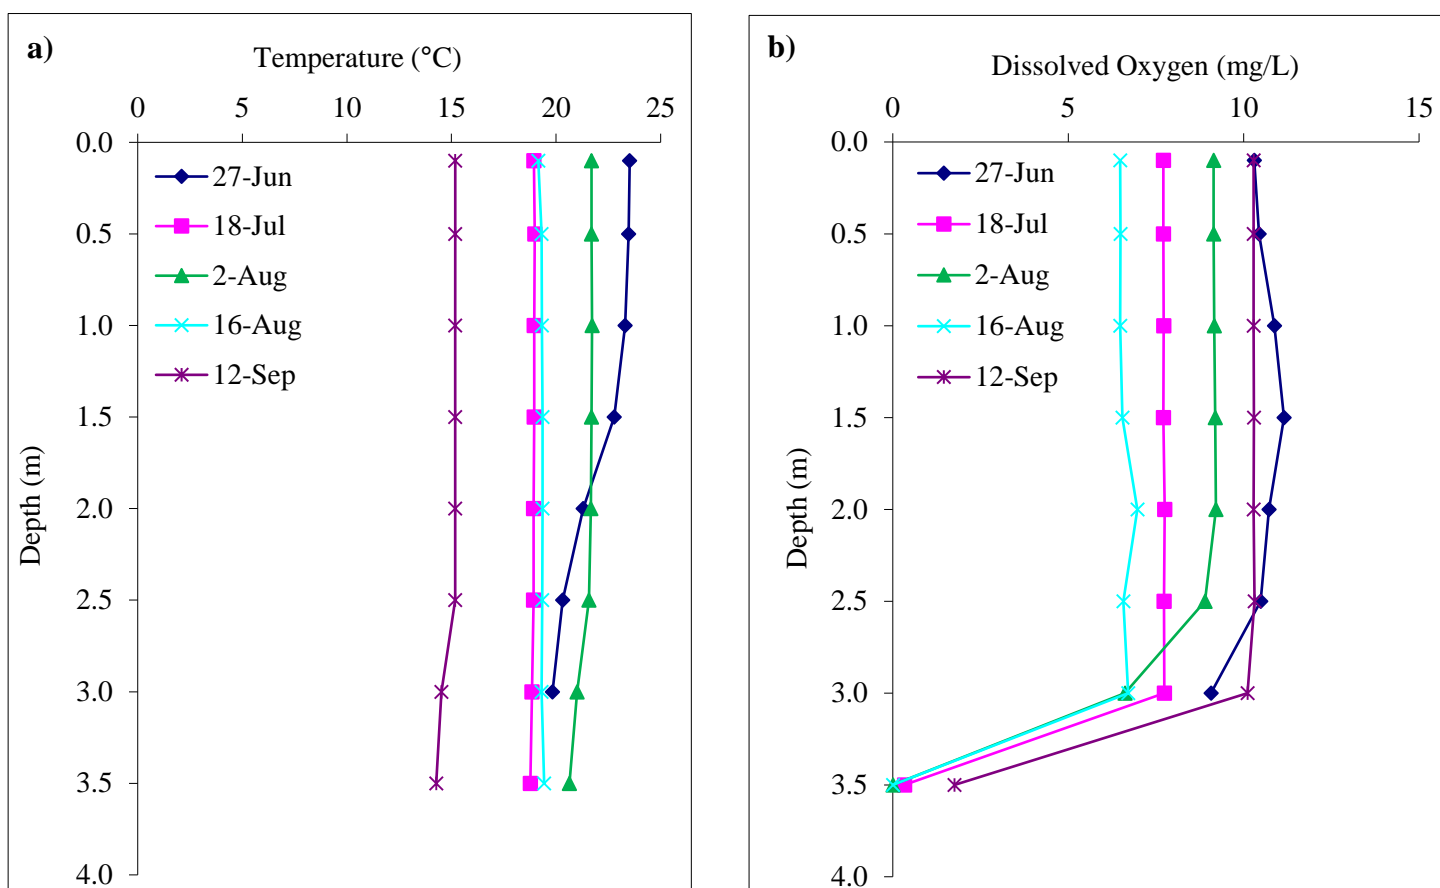 a)
Temperature (°C)
0 5 10 15 20 25
0.0
0.5
1.0
1.5
2.0
2.5
3.0
3.5
4.0
Depth (m)
27-Jun
18-Jul
2-Aug
16-Aug
12-Sep
b)
Dissolved Oxygen (mg/L)
0 5 10 15
0.0
0.5
1.0
1.5
2.0
2.5
3.0
3.5
4.0
Depth (m)
27-Jun
18-Jul
2-Aug
16-Aug
12-Sep